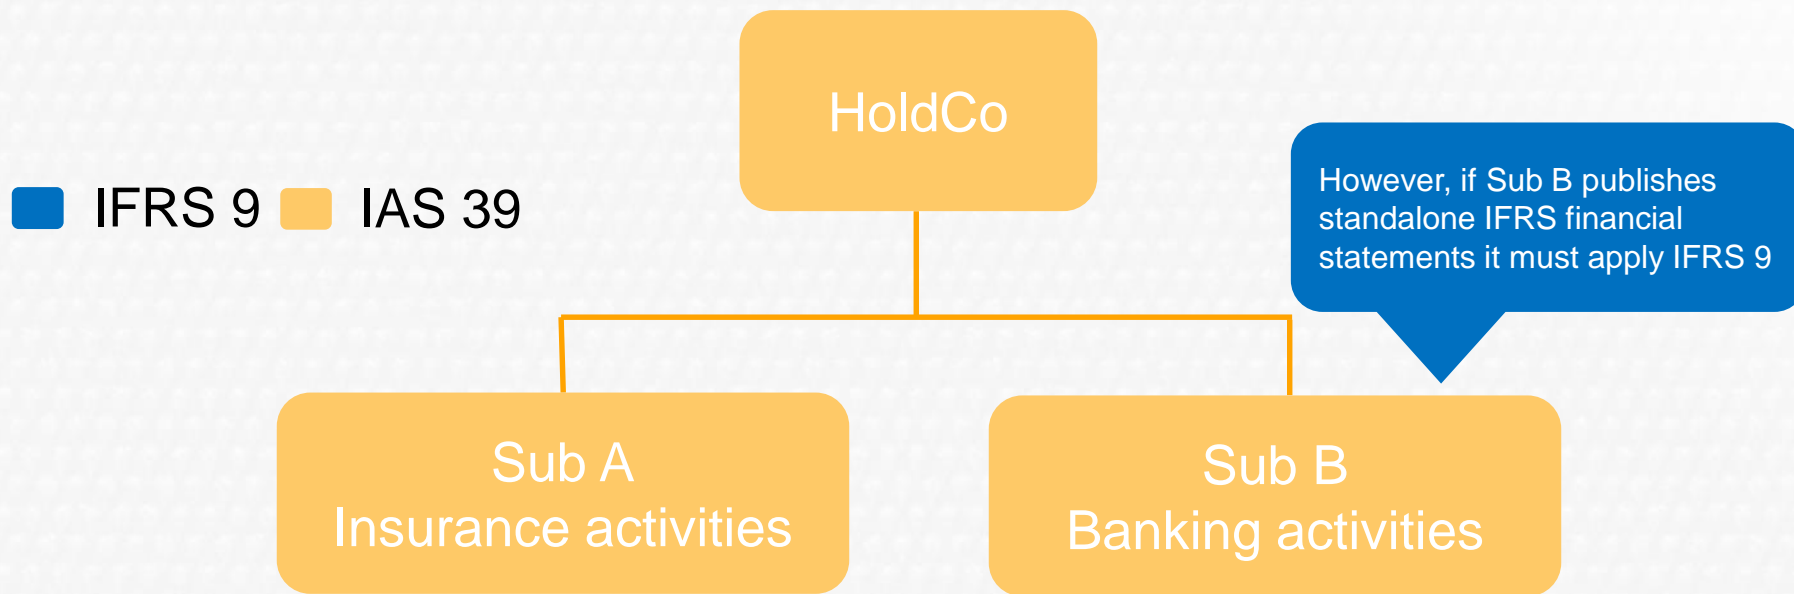 HoldCo
IFRS 9
IAS 39
However, if Sub B publishes
standalone IFRS financial
statements it must apply IFRS 9
Sub A
Insurance activities
Sub B
Banking activities